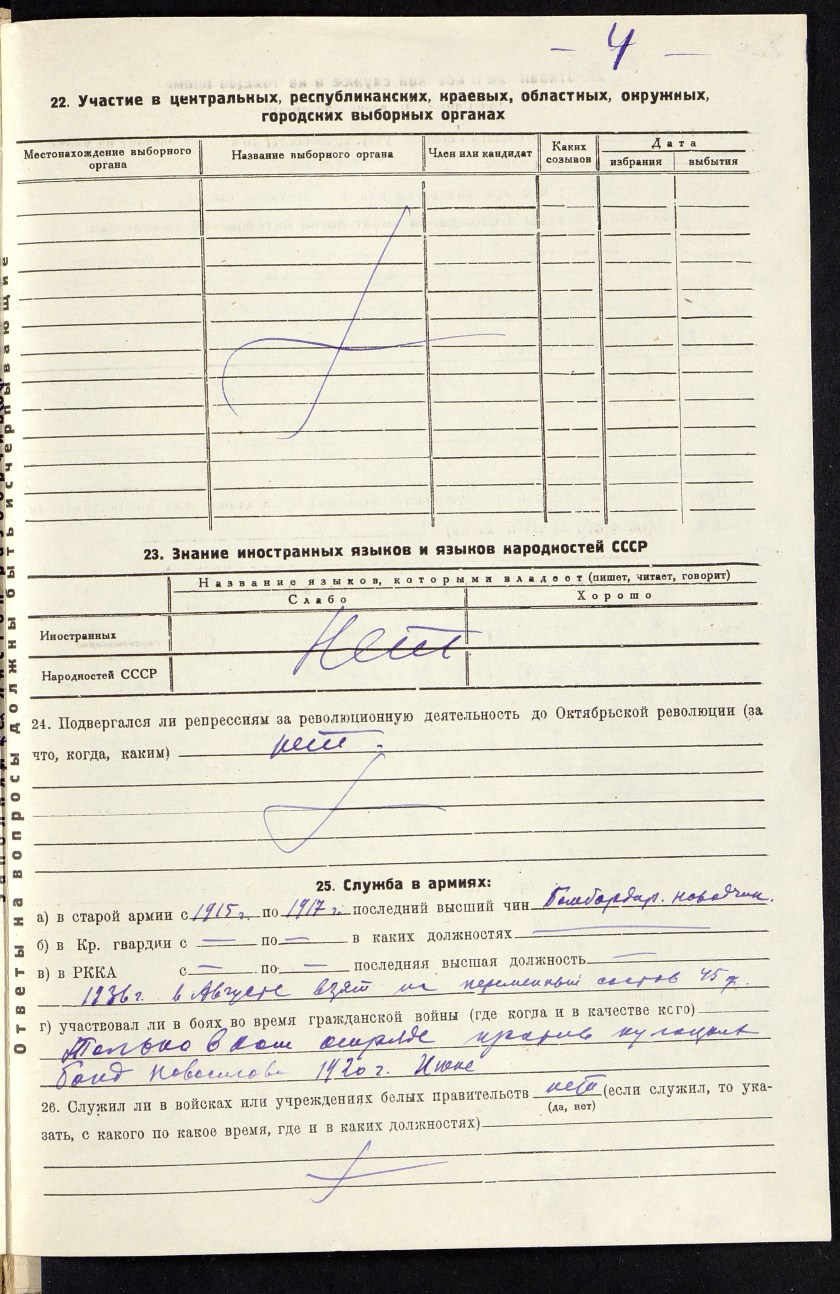 – 4 –
22. Участие в центральных, республиканских, краевых, областных, окружных,
городских выборных органах
Местонахождение выборного органа
Название выборного органа
Член или кандидат
Каких созывов
Дата
избрания
выбытия
23. Знание иностранных языков и языков народностей СССР
Название языков, которыми владеет (пишет, читает, говорит)
Слабо
Хорошо
Иностранных
Нет
Народностей СССР
24. Подвергался ли репрессиям за революционную деятельность до Октябрьской революции (за
что, когда, каким) нет.
25. Служба в армиях:
а) в старой армии с 1915 г. по 1917 г. последний высший чин Бомбардир. наводчик.
б) в Кр. гвардии с — по — в каких должностях —
в) в РККА с — по — последняя высшая должность —
1936 г. в Августе взят на переменный состав 45
г) участвовал ли в боях во время гражданской войны (где когда и в качестве кого)
Только в отряде против кулацких
банд 1920 г. Июне
26. Служил ли в войсках или учреждениях белых правительств нет (если служил, то ука-
(да, нет)
зать, с какого по какое время, где и в каких должностях)
Ответы на вопросы должны быть исчерпывающие